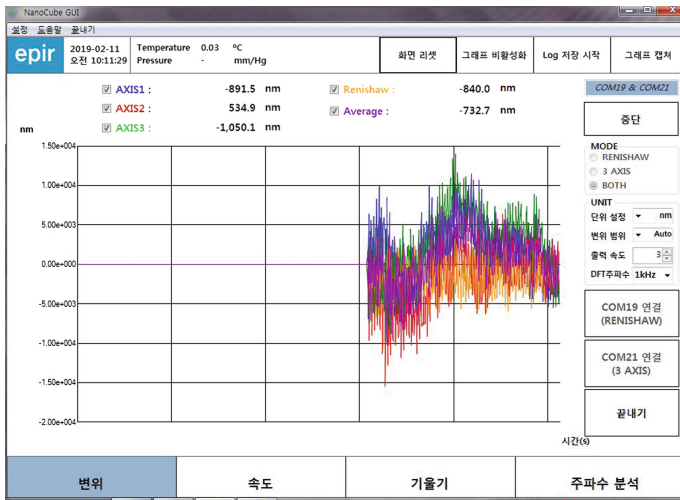 NanoCube GUI
설정 도움말 끝내기
epir
2019-02-11
오전 10:11:29
Temperature 0.03 ℃
Pressure - mm/Hg
화면 리셋
그래프 비활성화
Log 저장 시작
그래프 캡쳐
AXIS1 : -891.5 nm
AXIS2 : 534.9 nm
AXIS3 : -1,050.1 nm
Renishaw : -840.0 nm
Average : -732.7 nm
COM19 & COM21
중단
MODE
RENISHAW
3 AXIS
BOTH
UNIT
단위 설정 nm
변위 범위 Auto
출력 속도 3
DFT주파수 1kHz
COM19 연결
(RENISHAW)
COM21 연결
(3 AXIS)
끝내기
nm
1.50e+004
1.00e+004
5.00e+003
0.00e+000
-5.00e+003
-1.00e+004
-1.50e+004
-2.00e+004
시간(s)
변위
속도
기울기
주파수 분석